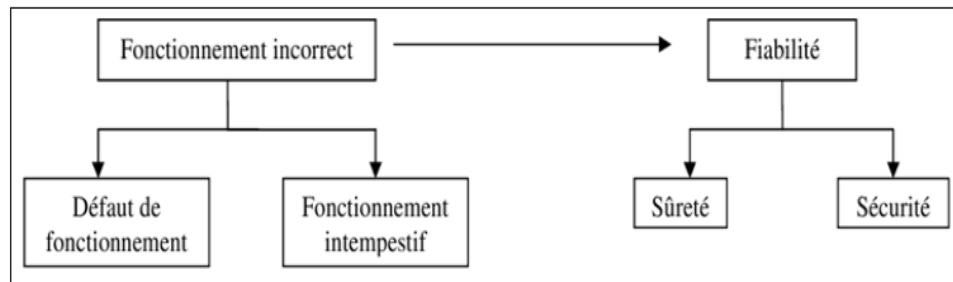 Fonctionnement incorrect
Fiabilité
Défaut de
fonctionnement
Fonctionnement
intempestif
Sûreté
Sécurité